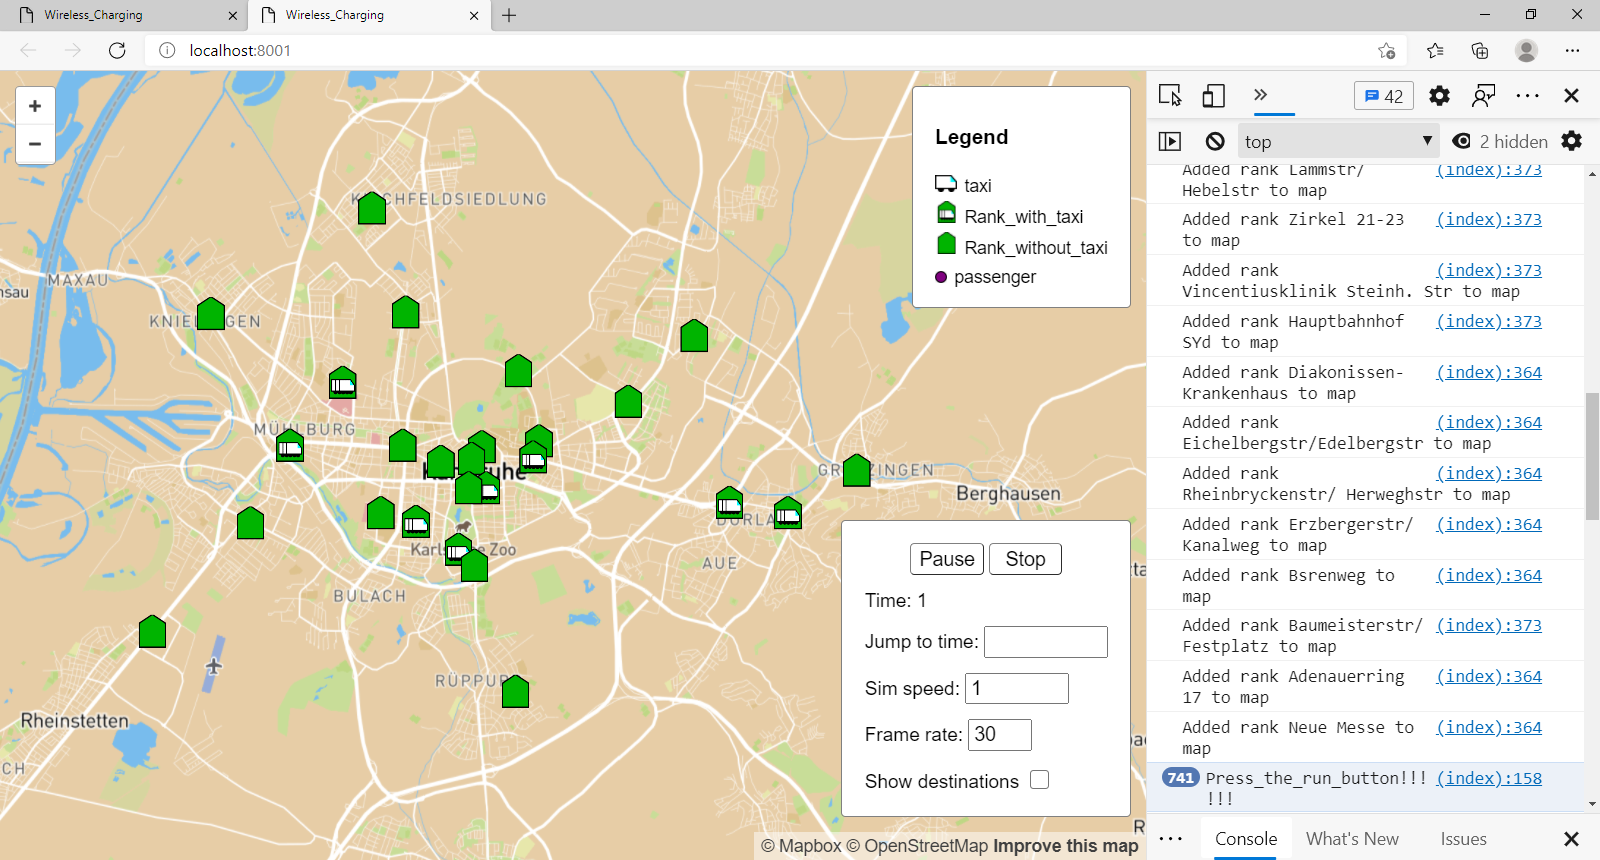 Wireless_Charging
Wireless_Charging
localhost:8001
KNIELINGEN
MAXAU
MÜHLBURG
Karlsruhe
GRÖTZINGEN
Berghausen
DURLACH
AUE
Zoo
BULACH
RÜPPUR
Rheinstetten
+
−
Legend
taxi
Rank_with_taxi
Rank_without_taxi
passenger
Pause Stop
Time: 1
Jump to time:
Sim speed: 1
Frame rate: 30
Show destinations
© Mapbox © OpenStreetMap Improve this map
42
top
2 hidden
Added rank Lammstr/ (index):373
Hebelstr to map
Added rank Zirkel 21-23 (index):373
to map
Added rank (index):373
Vincentiusklinik Steinh. Str to map
Added rank Hauptbahnhof (index):373
SYd to map
Added rank Diakonissen- (index):364
Krankenhaus to map
Added rank (index):364
Eichelbergstr/Edelbergstr to map
Added rank (index):364
Rheinbryckenstr/ Herweghstr to map
Added rank Erzbergerstr/ (index):364
Kanalweg to map
Added rank Bsrenweg to (index):364
map
Added rank Baumeisterstr/ (index):373
Festplatz to map
Added rank Adenauerring (index):364
17 to map
Added rank Neue Messe to (index):364
map
741 Press_the_run_button!!! (index):158
!!!
Console What's New Issues